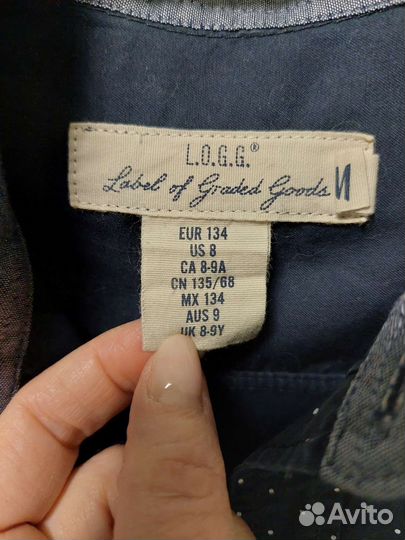 L.O.G.G.®
Label of Graded Goods
EUR 134
US 8
CA 8-9A
CN 135/68
MX 134
AUS 9
UK 8-9Y
Avito